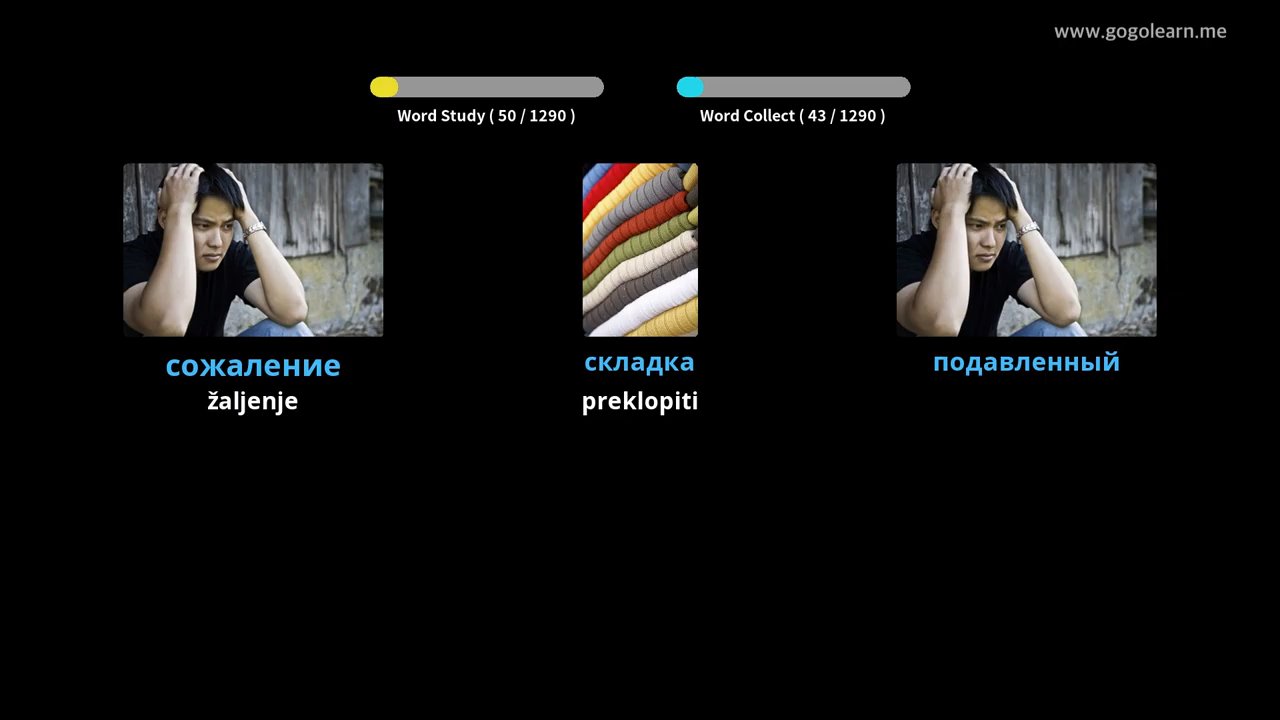 www.gogolearn.me
Word Study ( 50 / 1290 )
Word Collect ( 43 / 1290 )
сожаление
žaljenje
складка
preklopiti
подавленный